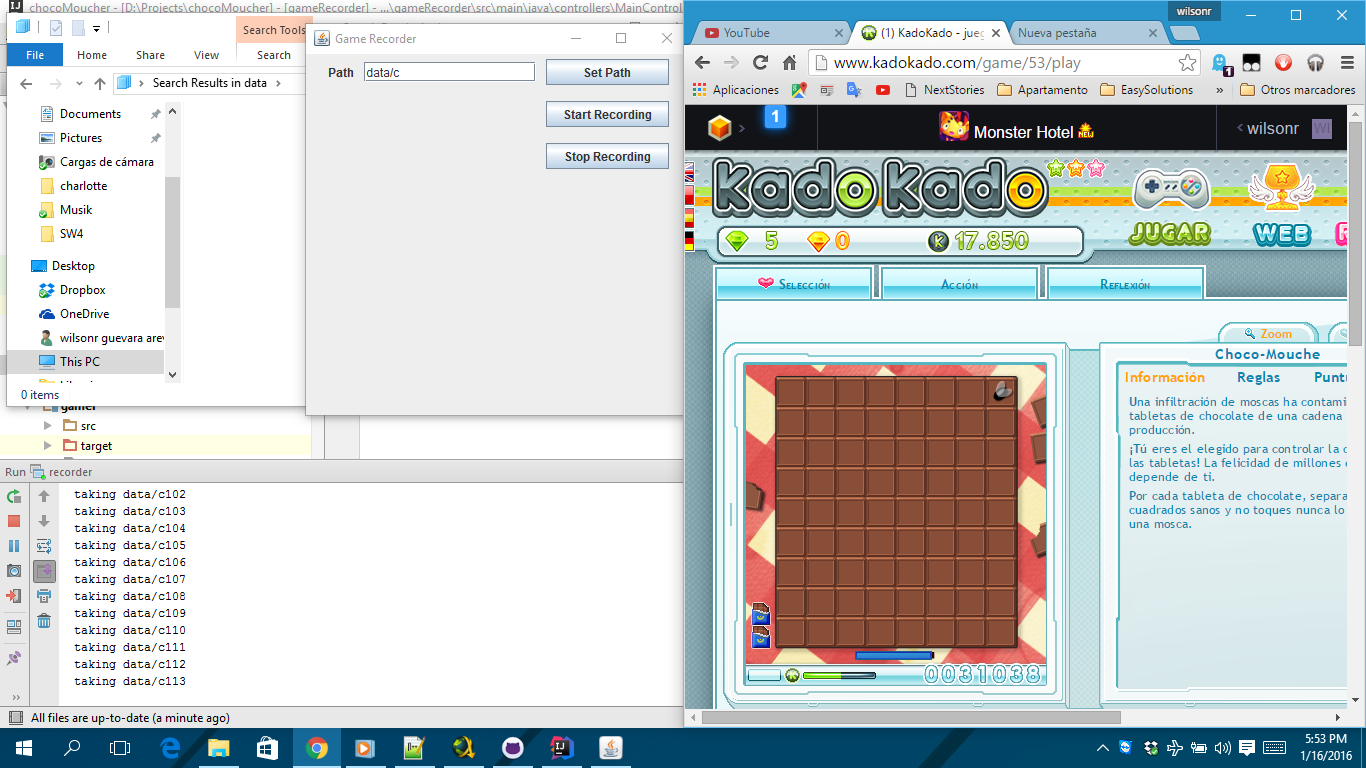 chocoMoucher - [D:\Projects\chocoMoucher] - [gameRecorder] - ...\gameRecorder\src\main\java\controllers\MainControl
Search Tools
File
Home
Share
View
Search
Search Results in data
Documents
Pictures
Cargas de cámara
charlotte
Musik
SW4
Desktop
Dropbox
OneDrive
wilsonr guevara arev
This PC
0 items
Game Recorder
Path
data/c
Set Path
Start Recording
Stop Recording
gamer
src
target
Run
recorder
taking data/c102
taking data/c103
taking data/c104
taking data/c105
taking data/c106
taking data/c107
taking data/c108
taking data/c109
taking data/c110
taking data/c111
taking data/c112
taking data/c113
All files are up-to-date (a minute ago)
wilsonr
YouTube
(1) KadoKado - jueg
Nueva pestaña
www.kadokado.com/game/53/play
1
Aplicaciones
NextStories
Apartamento
EasySolutions
»
Otros marcadores
1
Monster Hotel
NEW
wilsonr
WI
KadoKado
5
0
K
17.850
JUGAR
WEB
Selección
Acción
Reflexión
Zoom
Choco-Mouche
Información
Reglas
Puntu
Una infiltración de moscas ha contami
tabletas de chocolate de una cadena
producción.
¡Tú eres el elegido para controlar la c
las tabletas! La felicidad de millones d
depende de ti.
Por cada tableta de chocolate, separa
cuadrados sanos y no toques nunca lo
una mosca.
0031038
5:53 PM
1/16/2016